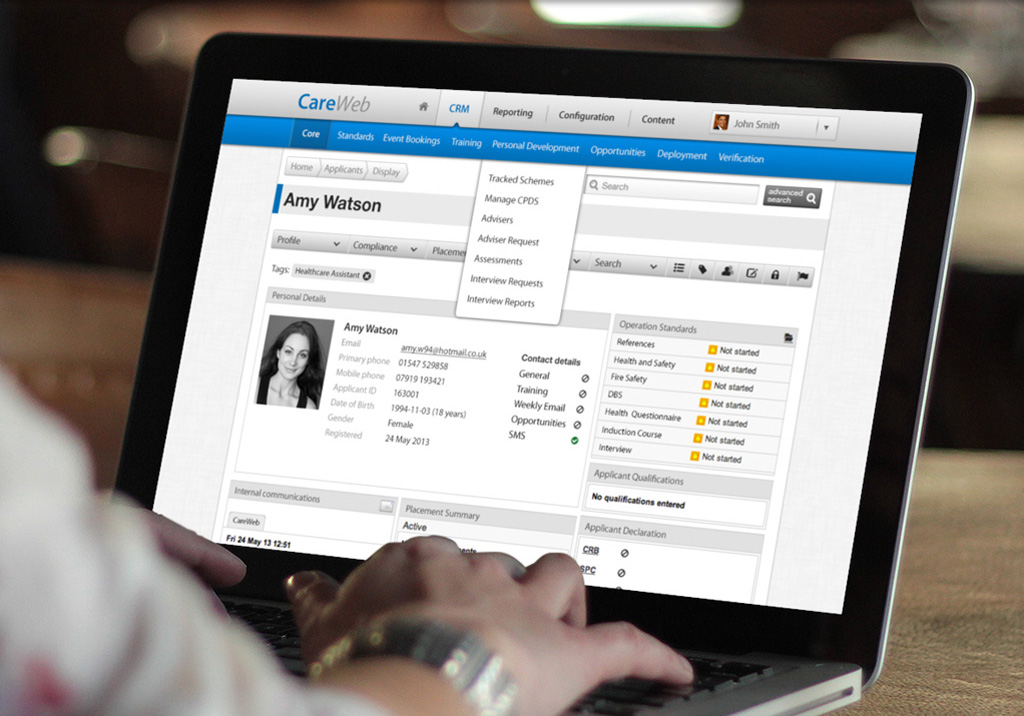 CareWeb CRM Reporting Configuration Content John Smith
Core Standards Event Bookings Training Personal Development Opportunities Deployment Verification
Home Applicants Display
Search advanced search
Amy Watson
Tracked Schemes
Manage CPDS
Advisers
Adviser Request
Assessments
Interview Requests
Interview Reports
Profile Compliance Search
Tags: Healthcare Assistant
Personal Details
Amy Watson
Email amy.w94@hotmail.co.uk
Primary phone 01547 529858
Mobile phone 07919 193421
Applicant ID 163001
Date of Birth 1994-11-03 (18 years)
Gender Female
Registered 24 May 2013
Contact details
General
Training
Weekly Email
Opportunities
SMS
Operation Standards
References Not started
Health and Safety Not started
Fire Safety Not started
DBS Not started
Health Questionnaire Not started
Induction Course Not started
Interview Not started
Applicant Qualifications
No qualifications entered
Internal communications
CareWeb
Fri 24 May 13 12:51
Placement Summary
Active
Applicant Declaration
CRB
SPC